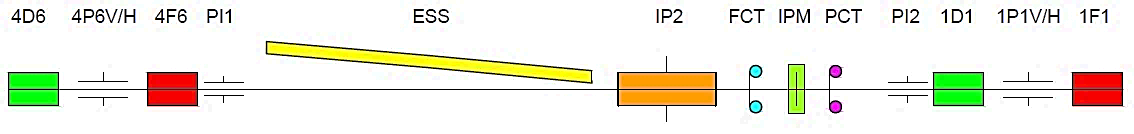 4D6 4P6V/H 4F6 PI1 ESS IP2 FCT IPM PCT PI2 1D1 1P1V/H 1F1